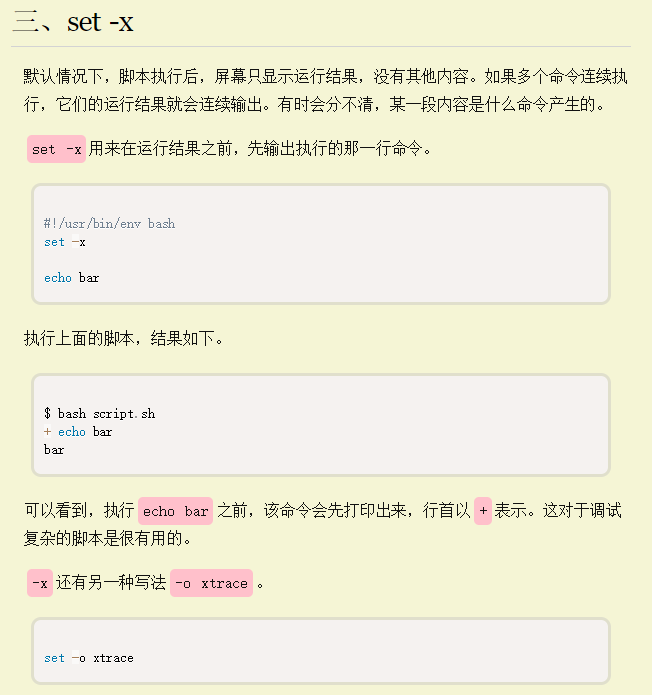 三、set -x
默认情况下，脚本执行后，屏幕只显示运行结果，没有其他内容。如果多个命令连续执
行，它们的运行结果就会连续输出。有时会分不清，某一段内容是什么命令产生的。
set -x 用来在运行结果之前，先输出执行的那一行命令。
#!/usr/bin/env bash
set -x
echo bar
执行上面的脚本，结果如下。
$ bash script.sh
+ echo bar
bar
可以看到，执行 echo bar 之前，该命令会先打印出来，行首以 + 表示。这对于调试
复杂的脚本是很有用的。
-x 还有另一种写法 -o xtrace 。
set -o xtrace